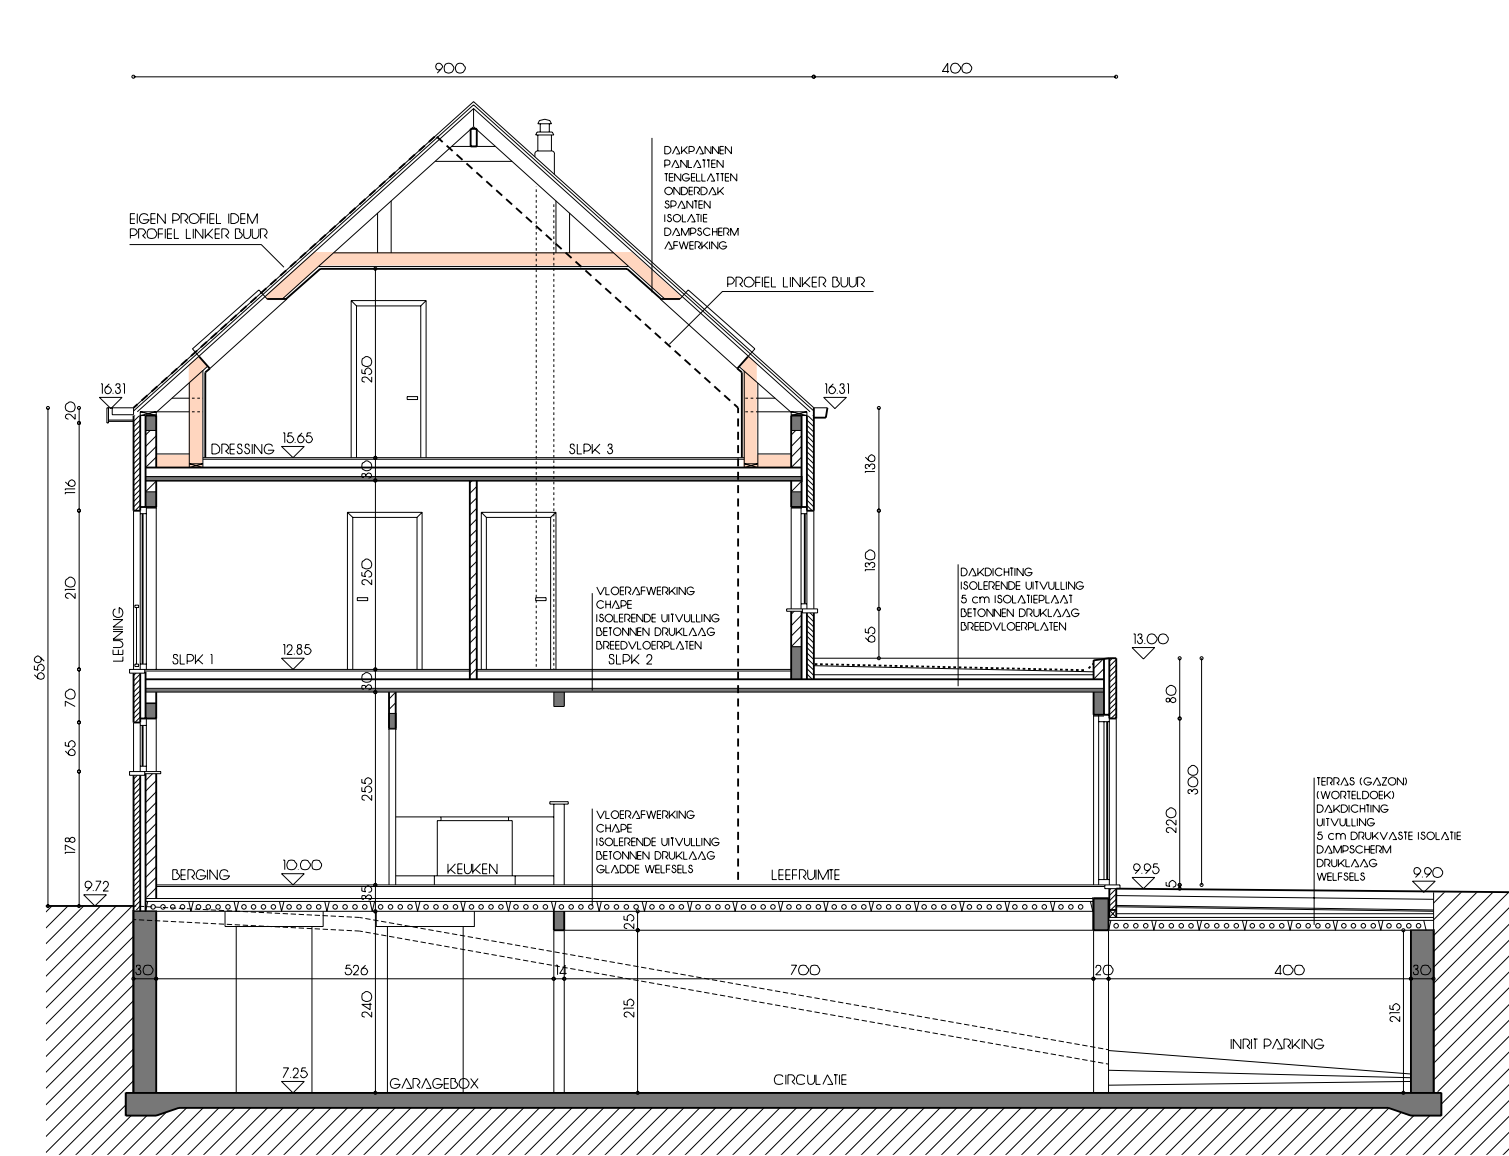 900
400
DAKPANNEN
PANLATTEN
TENGELLATTEN
ONDERDAK
SPANTEN
ISOLATIE
DAMPSCHERM
AFWERKING
EIGEN PROFIEL IDEM
PROFIEL LINKER BUUR
PROFIEL LINKER BUUR
250
16.31
16.31
20
DRESSING
15.65
SLPK 3
30
136
116
250
130
210
DAKDICHTING
ISOLERENDE UITVULLING
5 cm ISOLATIEPLAAT
BETONNEN DRUKLAAG
BREEDVLOERPLATEN
VLOERAFWERKING
CHAPE
ISOLERENDE UITVULLING
BETONNEN DRUKLAAG
BREEDVLOERPLATEN
LEUNING
65
659
SLPK 1
12.85
SLPK 2
13.00
30
70
80
65
255
300
220
178
TERRAS (GAZON)
(WORTELDOEK)
DAKDICHTING
UITVULLING
5 cm DRUKVASTE ISOLATIE
DAMPSCHERM
DRUKLAAG
WELFSELS
VLOERAFWERKING
CHAPE
ISOLERENDE UITVULLING
BETONNEN DRUKLAAG
GLADDE WELFSELS
BERGING
10.00
KEUKEN
LEEFRUIMTE
9.72
9.95
5
9.90
35
25
30
526
14
700
20
400
30
240
215
215
INRIT PARKING
7.25
GARAGEBOX
CIRCULATIE